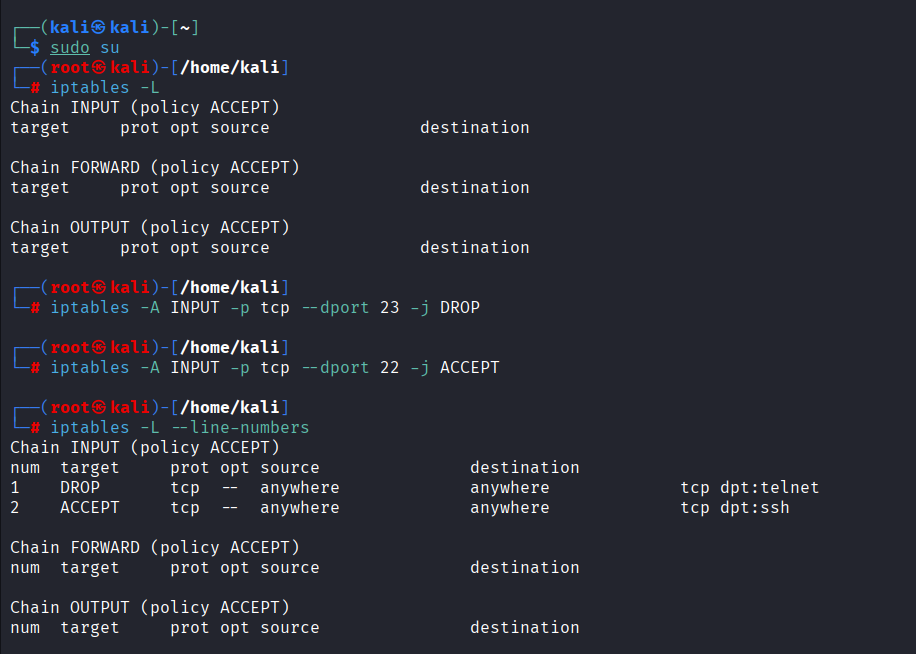 ┌──(kali㉿kali)-[~]
└─$ sudo su
┌──(root㉿kali)-[/home/kali]
└─# iptables -L
Chain INPUT (policy ACCEPT)
target     prot opt source               destination

Chain FORWARD (policy ACCEPT)
target     prot opt source               destination

Chain OUTPUT (policy ACCEPT)
target     prot opt source               destination

┌──(root㉿kali)-[/home/kali]
└─# iptables -A INPUT -p tcp --dport 23 -j DROP

┌──(root㉿kali)-[/home/kali]
└─# iptables -A INPUT -p tcp --dport 22 -j ACCEPT

┌──(root㉿kali)-[/home/kali]
└─# iptables -L --line-numbers
Chain INPUT (policy ACCEPT)
num  target     prot opt source               destination
1    DROP       tcp  --  anywhere             anywhere             tcp dpt:telnet
2    ACCEPT     tcp  --  anywhere             anywhere             tcp dpt:ssh

Chain FORWARD (policy ACCEPT)
num  target     prot opt source               destination

Chain OUTPUT (policy ACCEPT)
num  target     prot opt source               destination